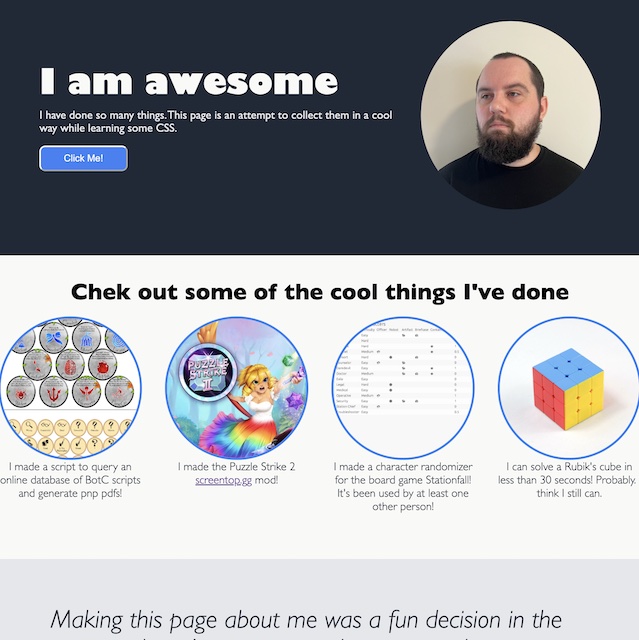 I am awesome
I have done so many things. This page is an attempt to collect them in a cool
way while learning some CSS.
Click Me!
Chek out some of the cool things I've done
PUZZLE
STRIKE
II
I made a script to query an
online database of BotC scripts
and generate pnp pdfs!
I made the Puzzle Strike 2
screentop.gg mod!
I made a character randomizer
for the board game Stationfall!
It's been used by at least one
other person!
I can solve a Rubik's cube in
less than 30 seconds! Probably.
think I still can.
Making this page about me was a fun decision in the